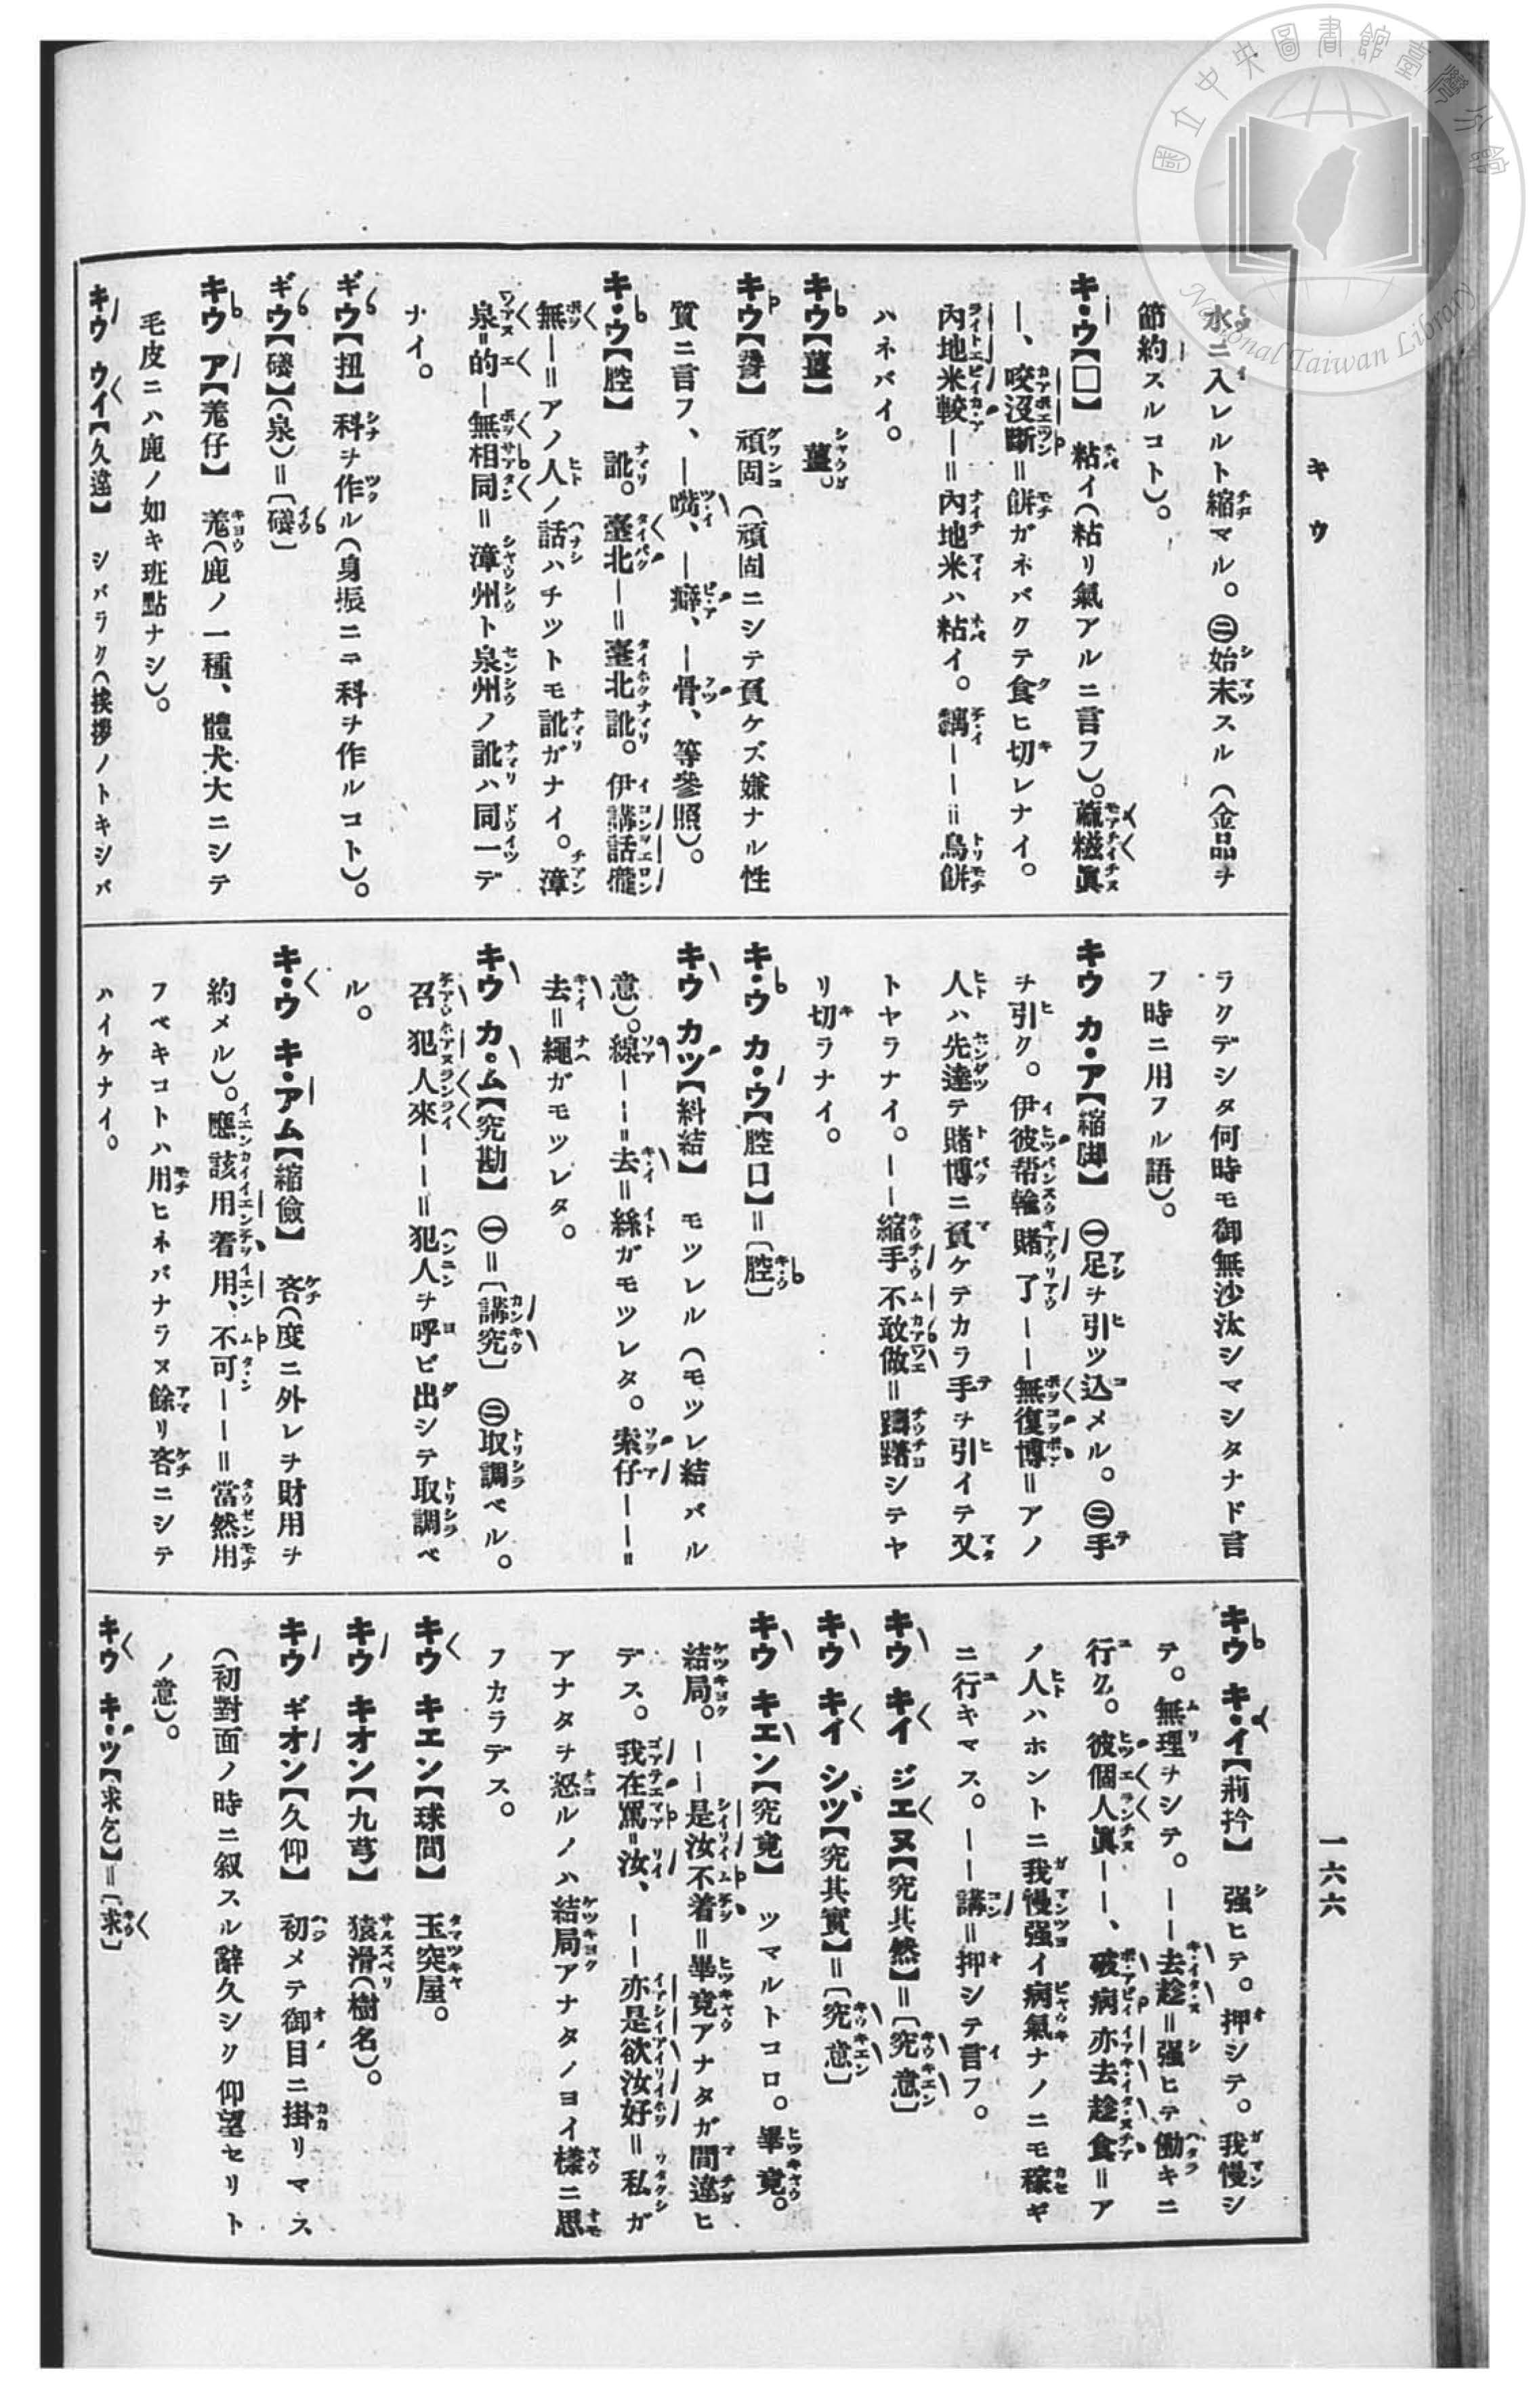 キウ
一六六
水ニ入レルト縮マル。㊁始末スル（金品ヲ
節約スルコト）。
キ・ウ【□】 粘イ（粘リ氣アルニ言フ）。麻糍眞
—、咬沒斷＝餅ガネバクテ食ヒ切レナイ。
內地米較—＝內地米ハ粘イ。黐——＝鳥餅
ハネバイ。
キウ【薑】 薑。
キウ 頑固（頑固ニシテ負ケズ嫌ナル性
質ニ言フ、—嘴、—癖、—骨、等參照）。
キ・ウ【腔】 訛。臺北—＝臺北訛。伊講話攏
無—＝アノ人ノ話ハチツトモ訛ガナイ。漳
泉＝的—無相同＝漳州ト泉州ノ訛ハ同一デ
ナイ。
ギウ【扭】 科ヲ作ル（身振ニテ科ヲ作ルコト）。
ギウ【礒】（泉）＝〔礒〕
キウ ア【羌仔】 羌（鹿ノ一種、體犬大ニシテ
毛皮ニハ鹿ノ如キ班點ナシ）。
キウ ウイ【久違】 シバラク（挨拶ノトキシバ
ラクデシタ何時モ御無沙汰シマシタナド言
フ時ニ用フル語）。
キウ カ・ア【縮脚】 ㊀足ヲ引ツ込メル。㊁手
ヲ引ク。伊彼帮輸賭了——無復博＝アノ
人ハ先達テ賭博ニ負ケテカラ手ヲ引イテ又
トヤラナイ。——縮手不敢做＝躊躇シテヤ
リ切ラナイ。
キ・ウ カ・ウ【腔口】＝〔腔〕
キウ カツ【糾結】 モツレル（モツレ結バル
意）。線——＝去＝絲ガモツレタ。索仔——＝
去＝繩ガモツレタ。
キウ カ・ム【究勘】 ㊀＝〔講究〕 ㊁取調ベル。
召犯人來——＝犯人ヲ呼ビ出シテ取調ベ
ル。
キ・ウ キ・アム【縮儉】 吝（度ニ外レヲ財用ヲ
約メル）。應該用着用、不可——＝當然用
フベキコトハ用ヒネバナラヌ餘リ吝ニシテ
ハイケナイ。
キウ キ・イ 强ヒテ。押シテ。我慢シ
テ。無理ヲシテ。——去趁＝强ヒテ働キニ
行ク。彼個人眞——、破病亦去趁食＝ア
ノ人ハホントニ我慢强イ病氣ナノニモ稼ギ
ニ行キマス。——講＝押シテ言フ。
キウ キイ ジエヌ【究其然】＝〔究意〕
キウ キイ シツ【究其實】＝〔究意〕
キウ キエン【究竟】 ツマルトコロ。畢竟。
結局。——是汝不着＝畢竟アナタガ間違ヒ
デス。我在罵＝汝、——亦是欲汝好＝私ガ
アナタヲ怒ルノハ結局アナタノヨイ樣ニ思
フカラデス。
キウ キエン【球間】 玉突屋。
キウ キオン【九芎】 猿滑（樹名）。
キウ ギオン【久仰】 初メテ御目ニ掛リマス
（初對面ノ時ニ叙スル辭久シク仰望セリト
ノ意）。
キウ キ・ツ【求乞】＝〔求〕
國立中央圖書館臺灣分館
National Taiwan Library